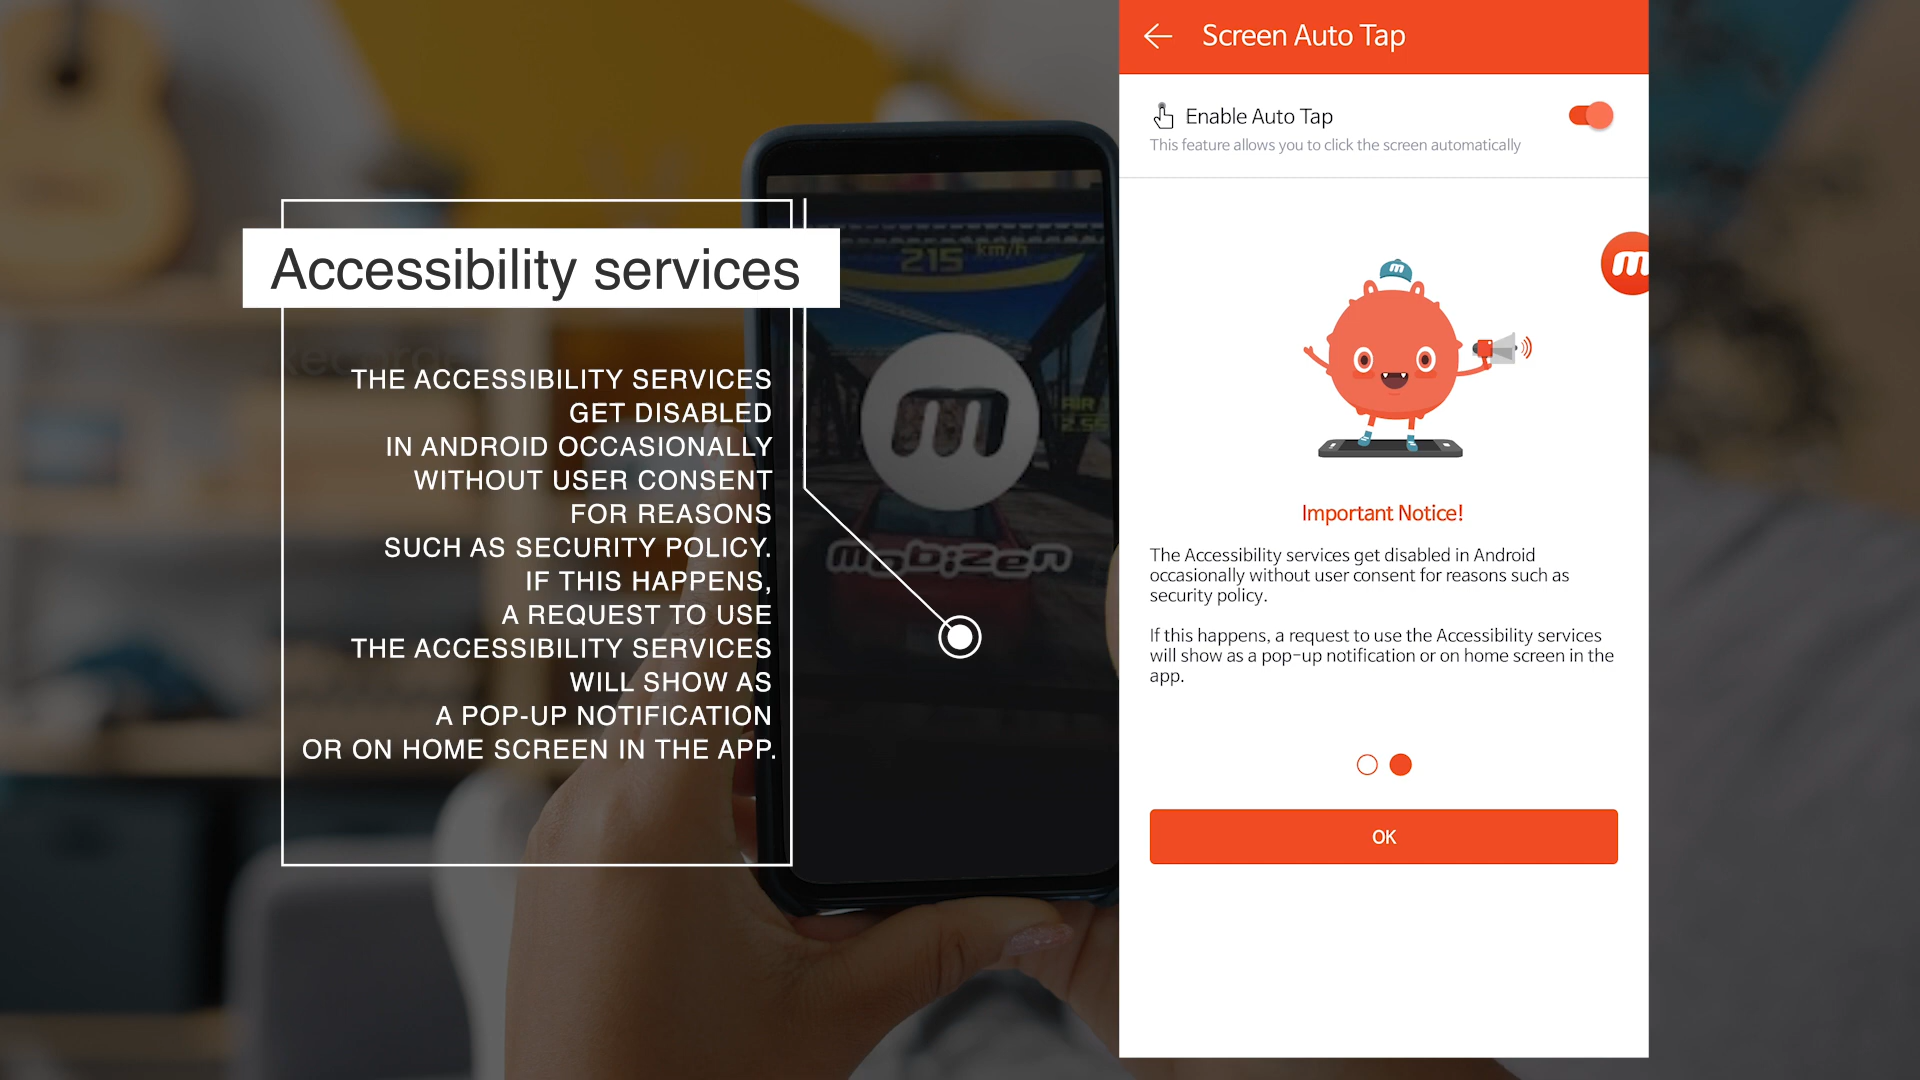 Accessibility services
THE ACCESSIBILITY SERVICES
GET DISABLED
IN ANDROID OCCASIONALLY
WITHOUT USER CONSENT
FOR REASONS
SUCH AS SECURITY POLICY.
IF THIS HAPPENS,
A REQUEST TO USE
THE ACCESSIBILITY SERVICES
WILL SHOW AS
A POP-UP NOTIFICATION
OR ON HOME SCREEN IN THE APP.
215 km/h
AIR
m
mobizen
Screen Auto Tap
Enable Auto Tap
This feature allows you to click the screen automatically
m
m
Important Notice!
The Accessibility services get disabled in Android
occasionally without user consent for reasons such as
security policy.
If this happens, a request to use the Accessibility services
will show as a pop-up notification or on home screen in the
app.
OK